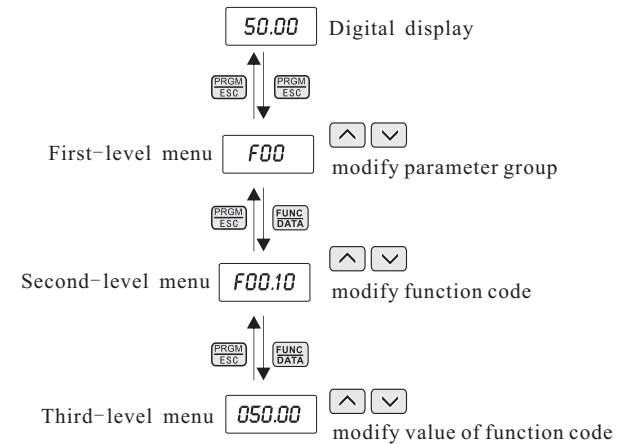 50.00 Digital display
PRGM ESC PRGM ESC
First-level menu F00
modify parameter group
PRGM ESC FUNC DATA
Second-level menu F00.10
modify function code
PRGM ESC FUNC DATA
Third-level menu 050.00
modify value of function code